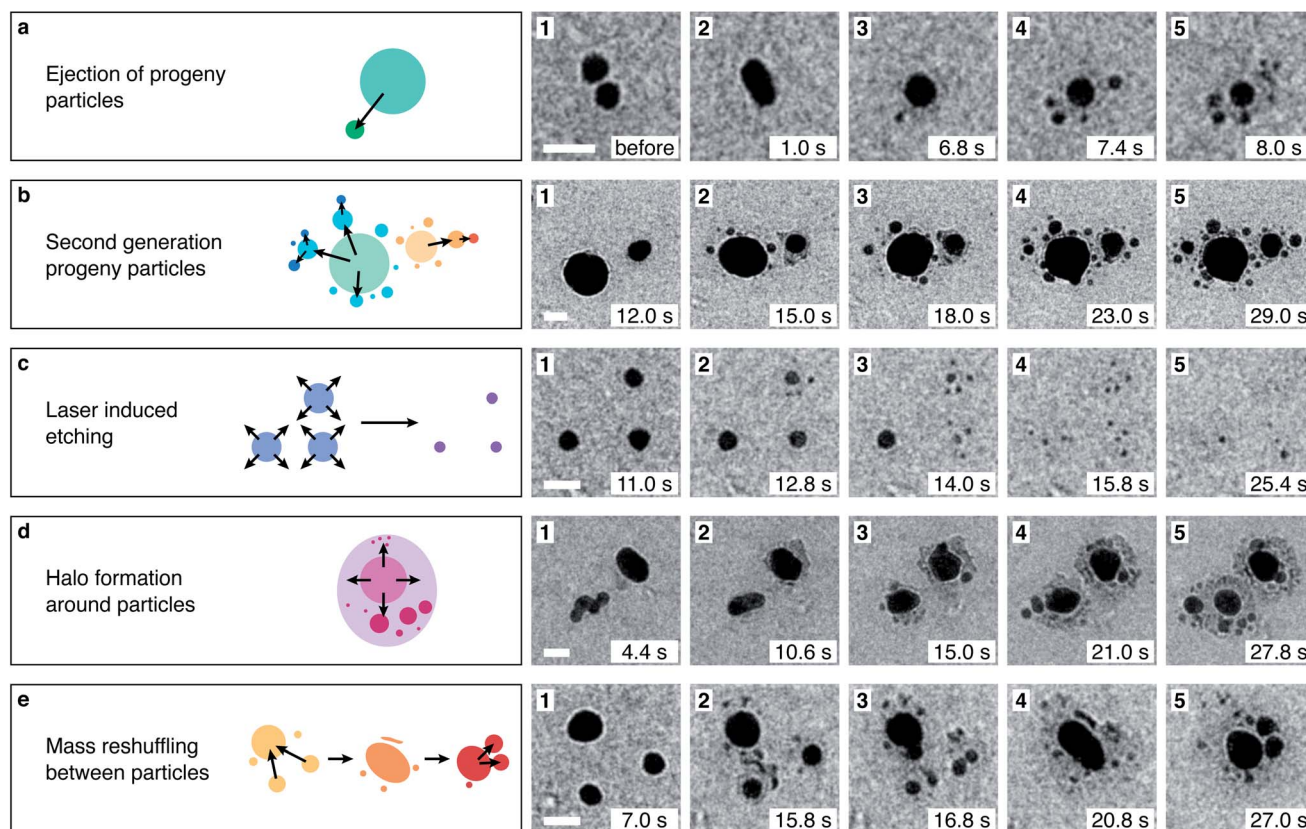 a
Ejection of progeny
particles
1
before
2
1.0 s
3
6.8 s
4
7.4 s
5
8.0 s
b
Second generation
progeny particles
1
12.0 s
2
15.0 s
3
18.0 s
4
23.0 s
5
29.0 s
c
Laser induced
etching
1
11.0 s
2
12.8 s
3
14.0 s
4
15.8 s
5
25.4 s
d
Halo formation
around particles
1
4.4 s
2
10.6 s
3
15.0 s
4
21.0 s
5
27.8 s
e
Mass reshuffling
between particles
1
7.0 s
2
15.8 s
3
16.8 s
4
20.8 s
5
27.0 s